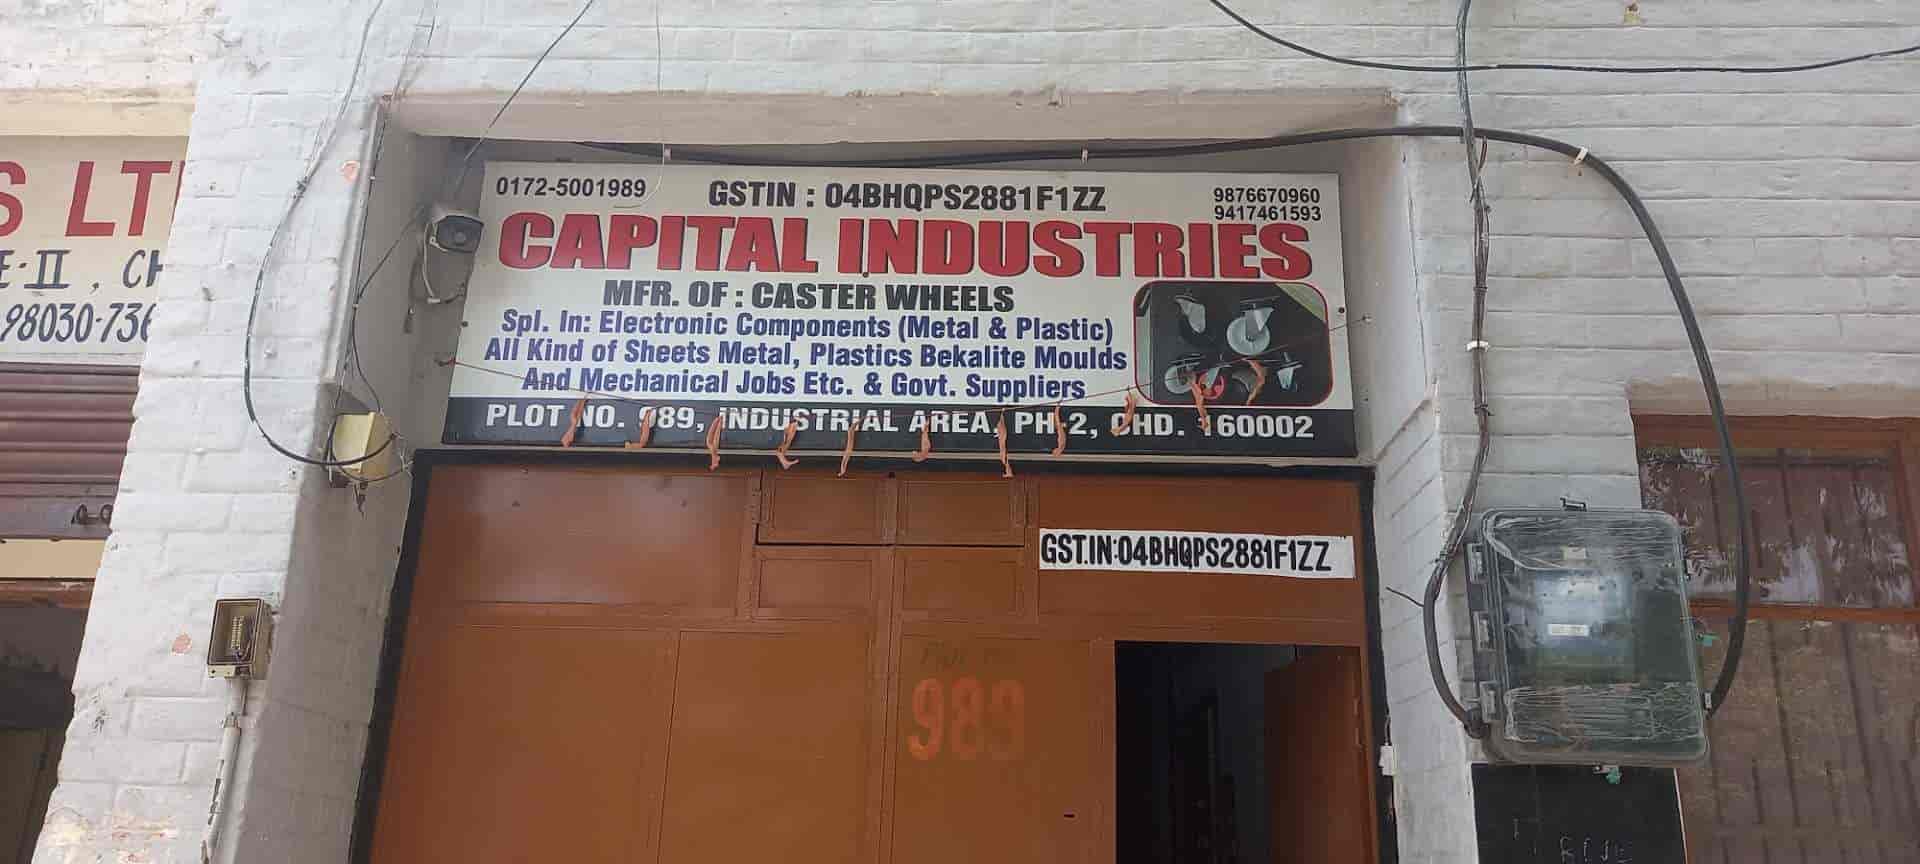 S LT
E-II, CH
98030-736
0172-5001989
GSTIN : 04BHQPS2881F1ZZ
9876670960
9417461593
CAPITAL INDUSTRIES
MFR. OF : CASTER WHEELS
Spl. In: Electronic Components (Metal & Plastic)
All Kind of Sheets Metal, Plastics Bekalite Moulds
And Mechanical Jobs Etc. & Govt. Suppliers
PLOT NO. 989, INDUSTRIAL AREA, PH-2, CHD. 160002
GST.IN:04BHQPS2881F1ZZ
989